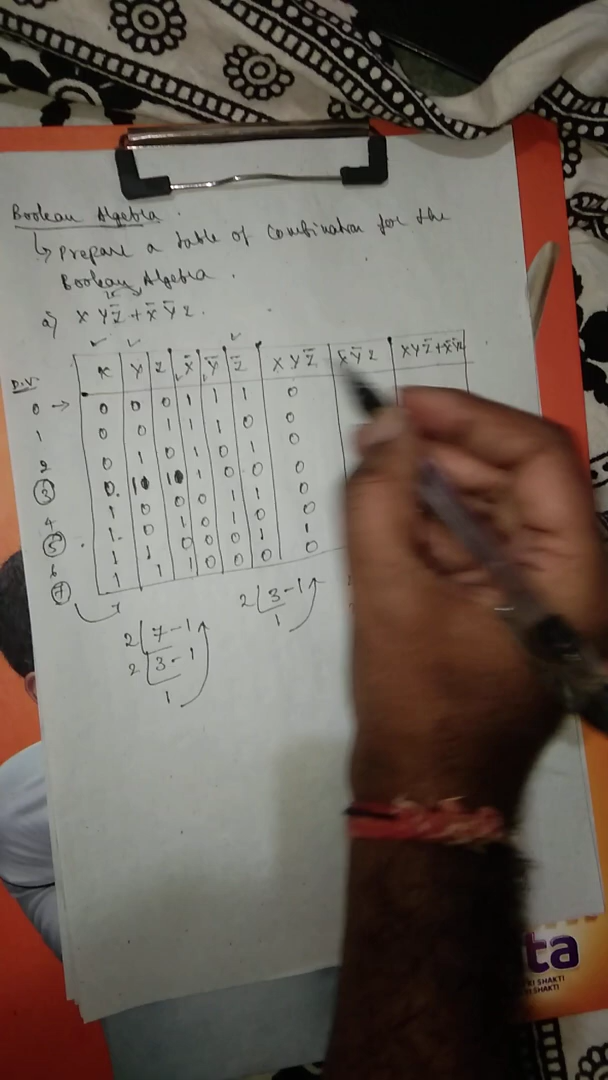 Boolean Algebra.
↳ Prepare a table of Combination for the
Boolean Algebra.
a) X Y Z̅ + X̅ Y̅ Z.
D.V X Y Z X̅ Y̅ Z̅ X Y Z̅ X̅ Y̅ Z XYZ̅+X̅Y̅Z
0 → 0 0 0 1 1 1 0
1 0 0 1 1 1 0 0
2 0 1 0 1 0 1 0
3 0 1 1 1 0 0 0
4 1 0 0 0 1 1 0
5 1 0 1 0 1 0 0
6 1 1 0 0 0 1 1
7 1 1 1 0 0 0 0
2 3-1
1
2 7-1
2 3-1
1
ta
KI SHAKTI
I SHAKTI